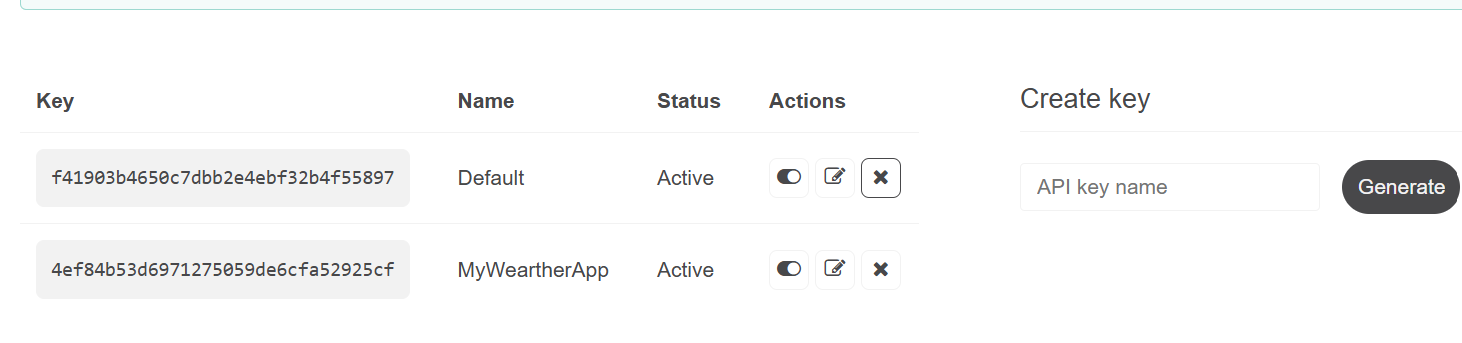 Key Name Status Actions
f41903b4650c7dbb2e4ebf32b4f55897 Default Active
4ef84b53d6971275059de6cfa52925cf MyWeartherApp Active
Create key
API key name Generate